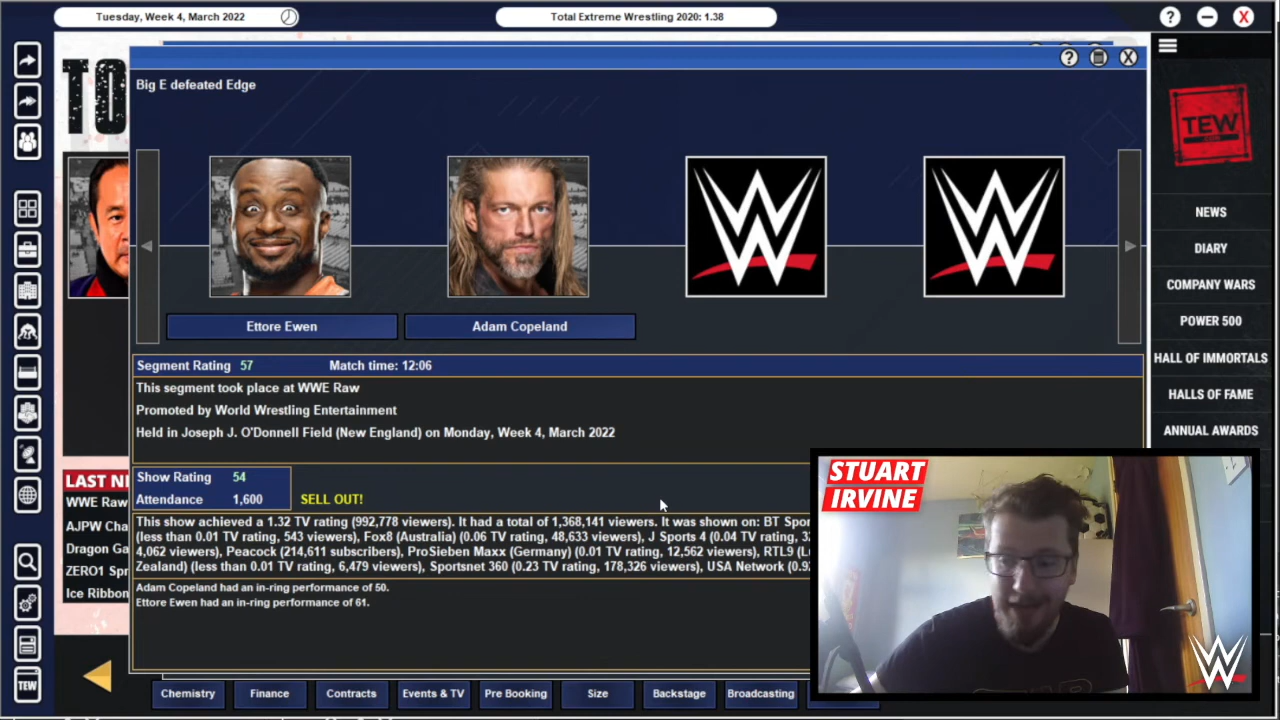 Tuesday, Week 4, March 2022
Total Extreme Wrestling 2020: 1.38
?
X
TO
?
X
Big E defeated Edge
TEW
.COM
NEWS
DIARY
COMPANY WARS
POWER 500
HALL OF IMMORTALS
HALLS OF FAME
ANNUAL AWARDS
Ettore Ewen
Adam Copeland
Segment Rating 57 Match time: 12:06
This segment took place at WWE Raw
Promoted by World Wrestling Entertainment
Held in Joseph J. O'Donnell Field (New England) on Monday, Week 4, March 2022
LAST NI
WWE Raw
AJPW Cha
Dragon Ga
ZERO1 Spr
Ice Ribbon
Show Rating 54
Attendance 1,600 SELL OUT!
This show achieved a 1.32 TV rating (992,778 viewers). It had a total of 1,368,141 viewers. It was shown on: BT Spor
(less than 0.01 TV rating, 543 viewers), Fox8 (Australia) (0.06 TV rating, 48,633 viewers), J Sports 4 (0.04 TV rating, 32
4,062 viewers), Peacock (214,611 subscribers), ProSieben Maxx (Germany) (0.01 TV rating, 12,562 viewers), RTL9 (Lu
Zealand) (less than 0.01 TV rating, 6,479 viewers), Sportsnet 360 (0.23 TV rating, 178,326 viewers), USA Network (0.92
Adam Copeland had an in-ring performance of 50.
Ettore Ewen had an in-ring performance of 61.
STUART
IRVINE
TEW
Chemistry
Finance
Contracts
Events & TV
Pre Booking
Size
Backstage
Broadcasting